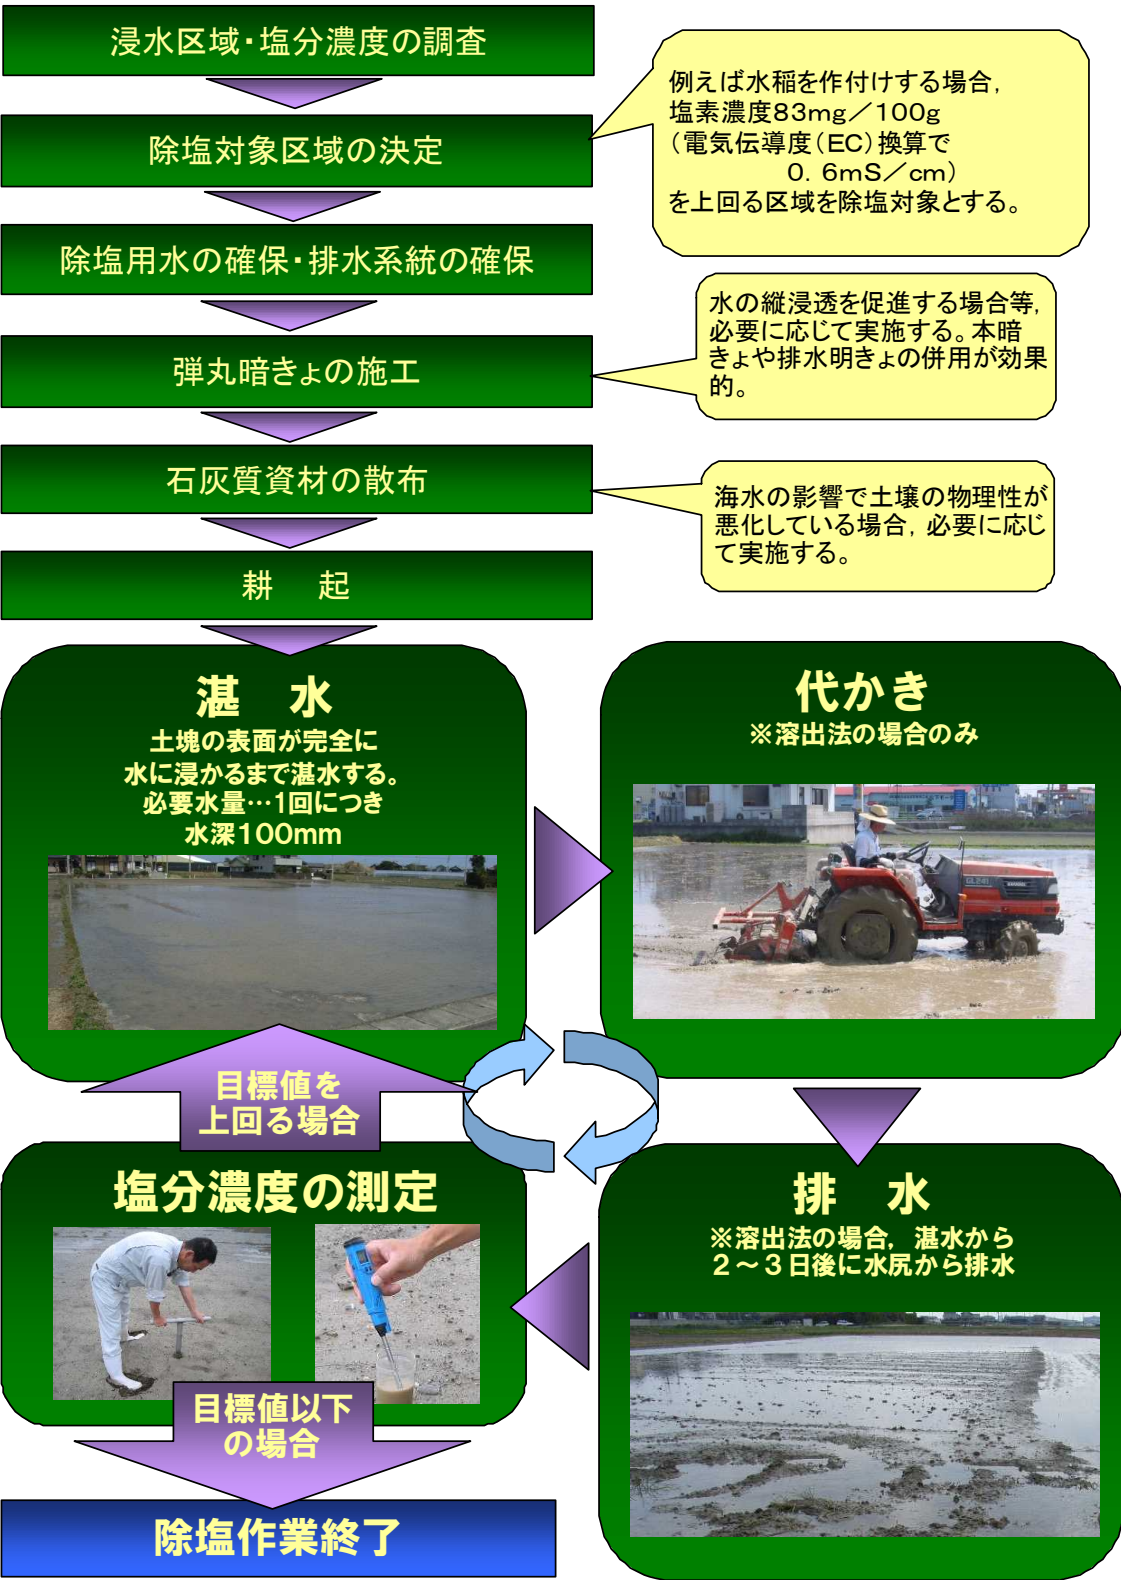 浸水区域・塩分濃度の調査
例えば水稲を作付けする場合,
塩素濃度83mg／100g
（電気伝導度（EC）換算で
０．６mS／cm）
を上回る区域を除塩対象とする。
除塩対象区域の決定
除塩用水の確保・排水系統の確保
水の縦浸透を促進する場合等,
必要に応じて実施する。本暗
きょや排水明きょの併用が効果
的。
弾丸暗きょの施工
石灰質資材の散布
海水の影響で土壌の物理性が
悪化している場合, 必要に応じ
て実施する。
耕　起
湛　水
土塊の表面が完全に
水に浸かるまで湛水する。
必要水量…1回につき
水深100mm
代かき
※溶出法の場合のみ
GL241
目標値を
上回る場合
塩分濃度の測定
排　水
※溶出法の場合, 湛水から
２～３日後に水尻から排水
目標値以下
の場合
除塩作業終了